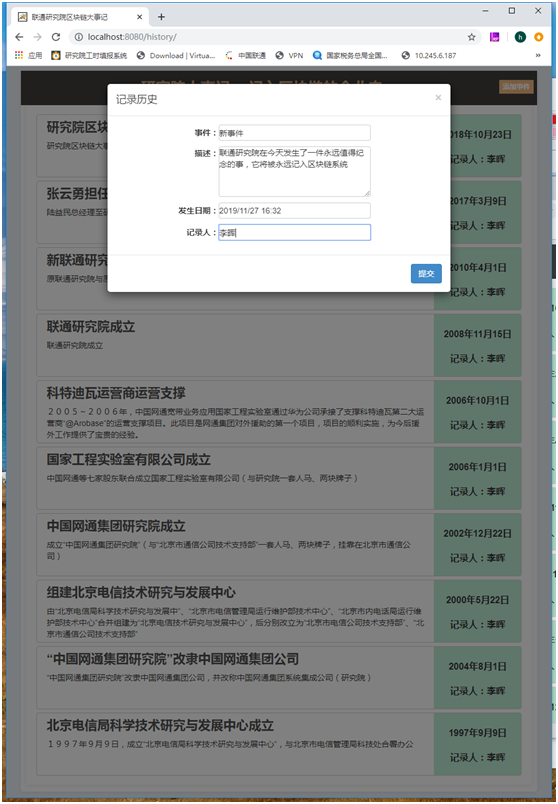 联通研究院区块链大事记
localhost:8080/history/
应用 研究院工时填报系统 Download | Virtua... 中国联通 VPN 国家税务总局全国... 10.245.6.187
添加事件
记录历史 ×
事件：新事件
描述：联通研究院在今天发生了一件永远值得纪
念的事，它将被永远记入区块链系统
发生日期：2019/11/27 16:32
记录人：李晖
提交
研究院区块
研究院区块链大事
018年10月23日
记录人：李晖
张云勇担任
陆益民总经理至研
2017年3月9日
记录人：李晖
新联通研究
原联通研究院与原
2010年4月1日
记录人：李晖
联通研究院成立
联通研究院成立
2008年11月15日
记录人：李晖
科特迪瓦运营商运营支撑
２００５－２００６年，中国网通宽带业务应用国家工程实验室通过华为公司承接了支撑科特迪瓦第二大运
营商“@Arobase”的运营支撑项目。此项目是网通集团对外援助的第一个项目，项目的顺利实施，为今后援
外工作提供了宝贵的经验。
2006年10月1日
记录人：李晖
国家工程实验室有限公司成立
中国网通等七家股东联合成立国家工程实验室有限公司（与研究院一套人马、两块牌子）
2006年1月1日
记录人：李晖
中国网通集团研究院成立
成立“中国网通集团研究院”（与“北京市通信公司技术支持部”一套人马、两块牌子，挂靠在北京市通信公
司）
2002年12月22日
记录人：李晖
组建北京电信技术研究与发展中心
由“北京电信局科学技术研究与发展中”、“北京市电信管理局运行维护部技术中心”、“北京市内电话局运行维
护部技术中心”合并组建为“北京电信技术研究与发展中心”，后分别改立为“北京市电信公司技术支持部”、“北
京市通信公司技术支持部”
2000年5月22日
记录人：李晖
“中国网通集团研究院”改隶中国网通集团公司
“中国网通集团研究院”改隶中国网通集团公司，并改称中国网通集团系统集成公司（研究院）
2004年8月1日
记录人：李晖
北京电信局科学技术研究与发展中心成立
１９９７年９月９日，成立“北京电信局科学技术研究与发展中心”，与北京市电信管理局科技处合署办公
1997年9月9日
记录人：李晖